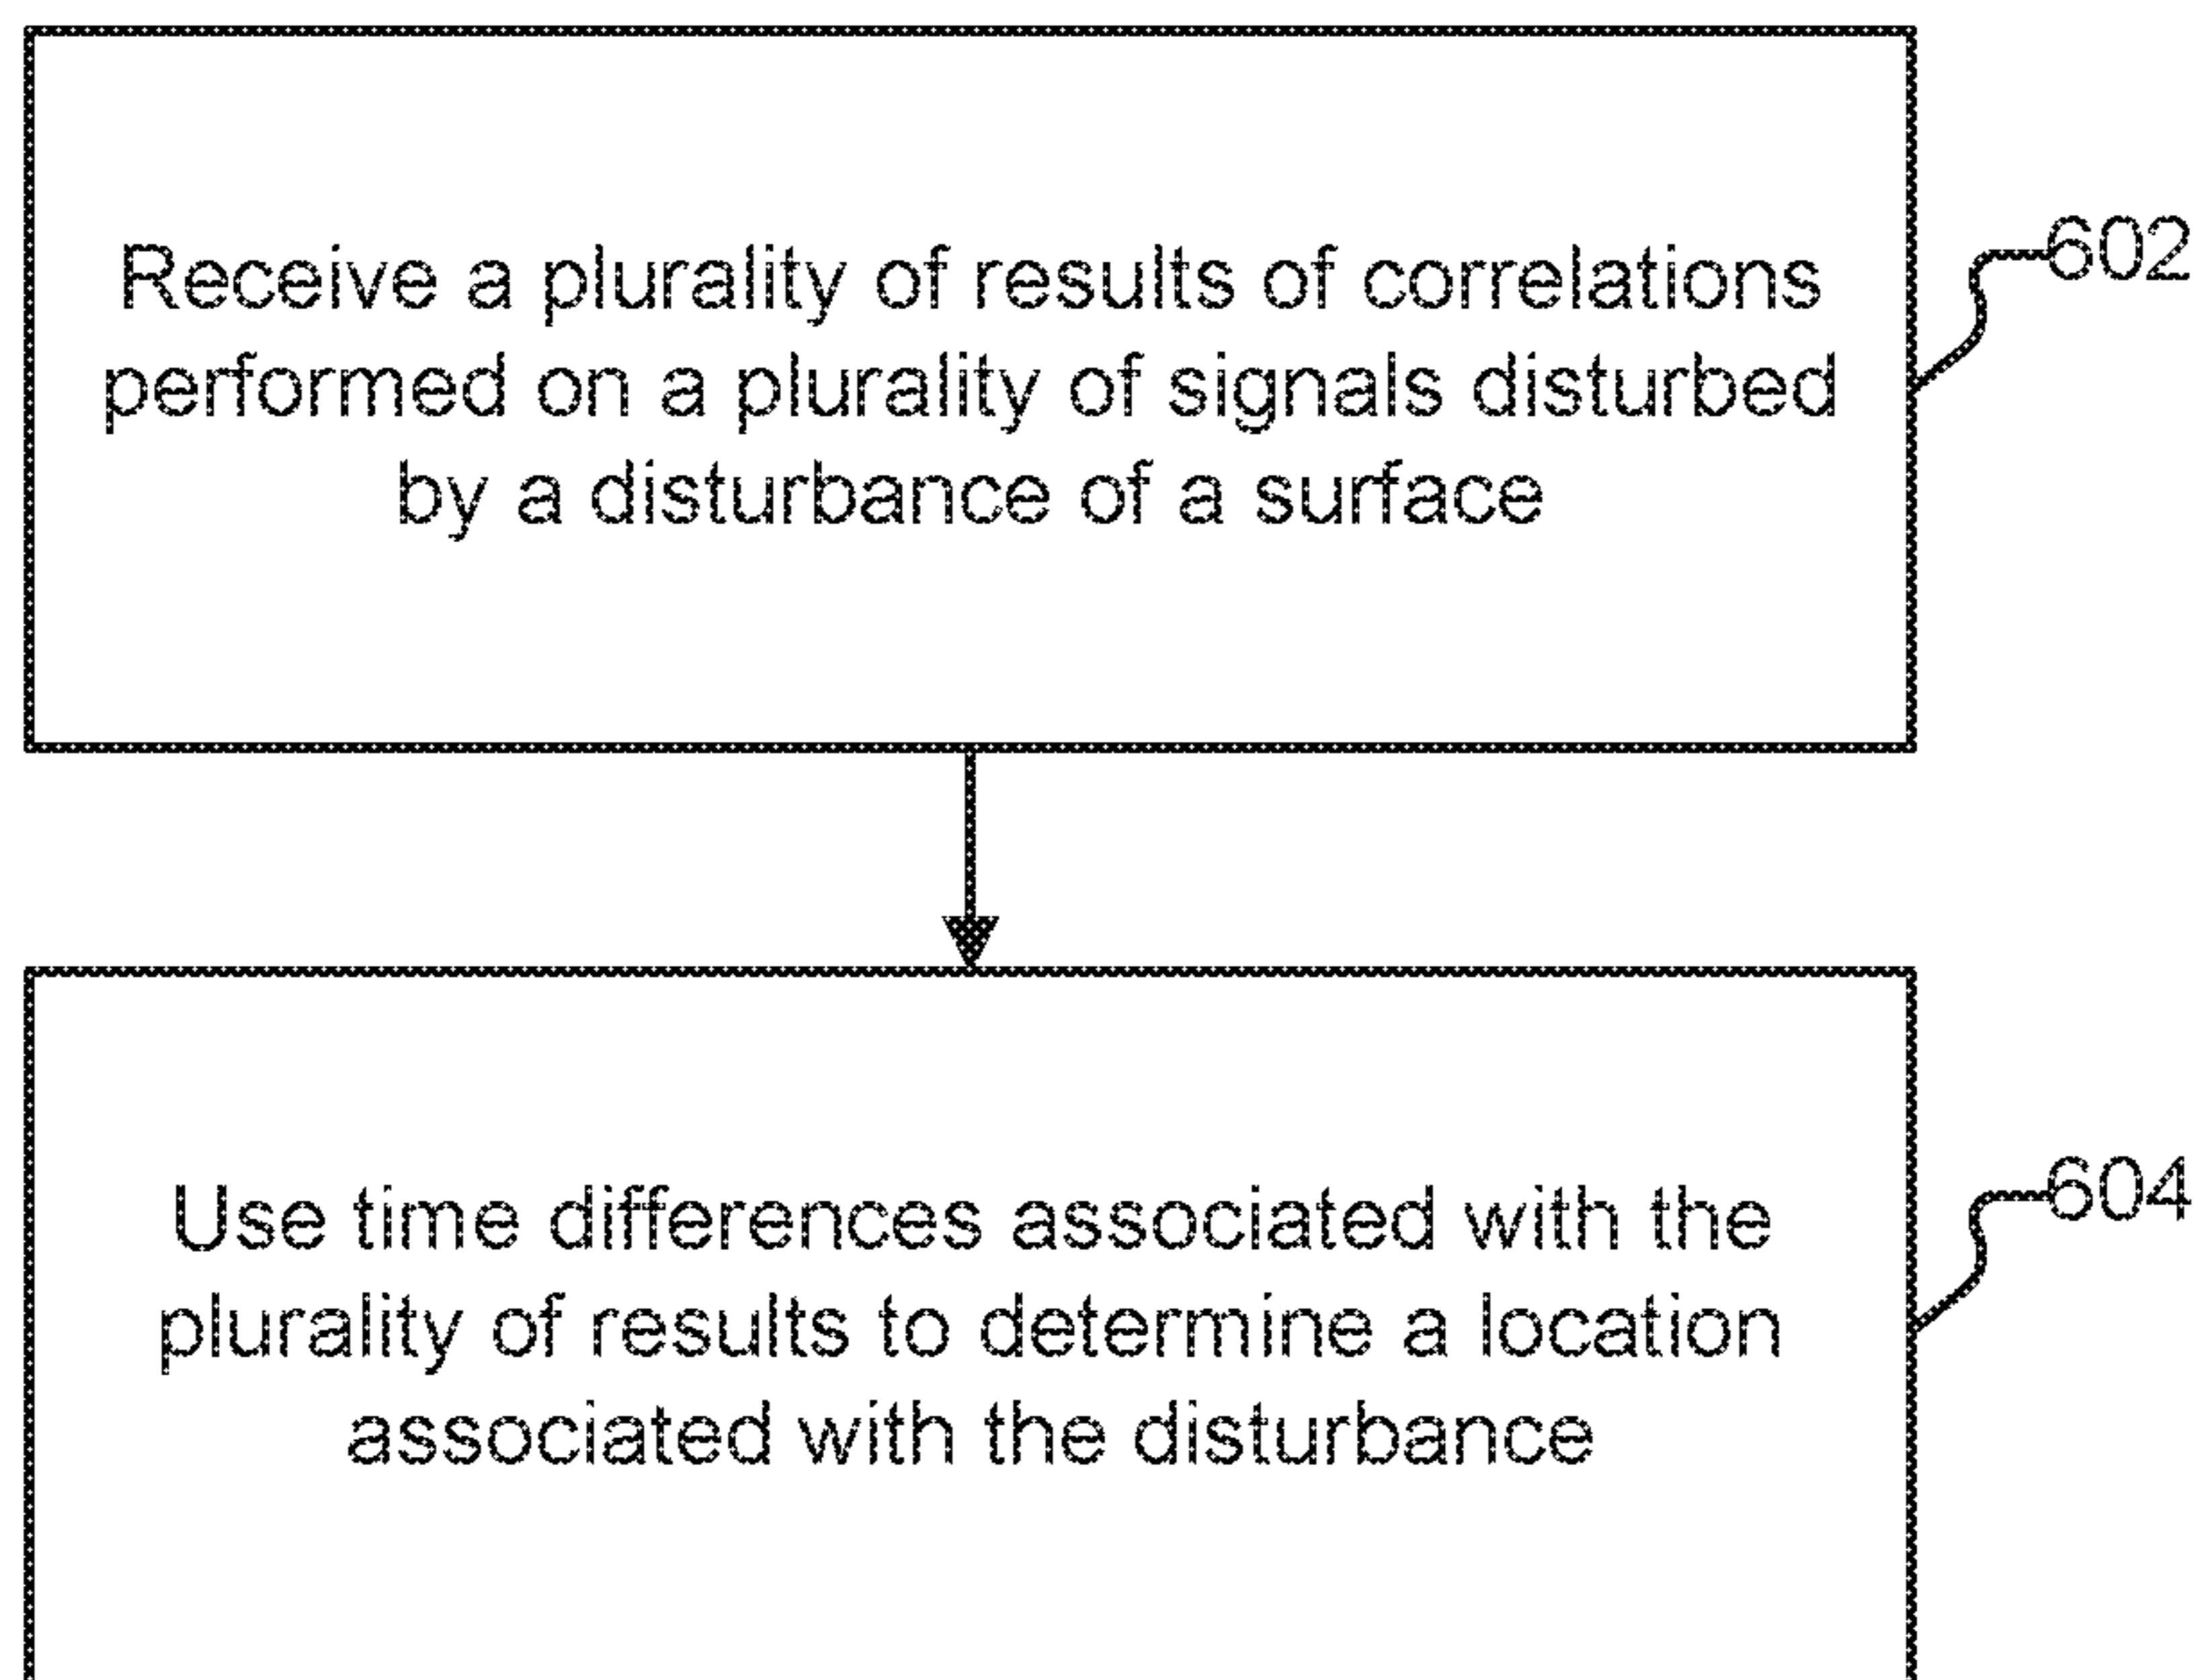 Receive a plurality of results of correlations
performed on a plurality of signals disturbed
by a disturbance of a surface
602
Use time differences associated with the
plurality of results to determine a location
associated with the disturbance
604